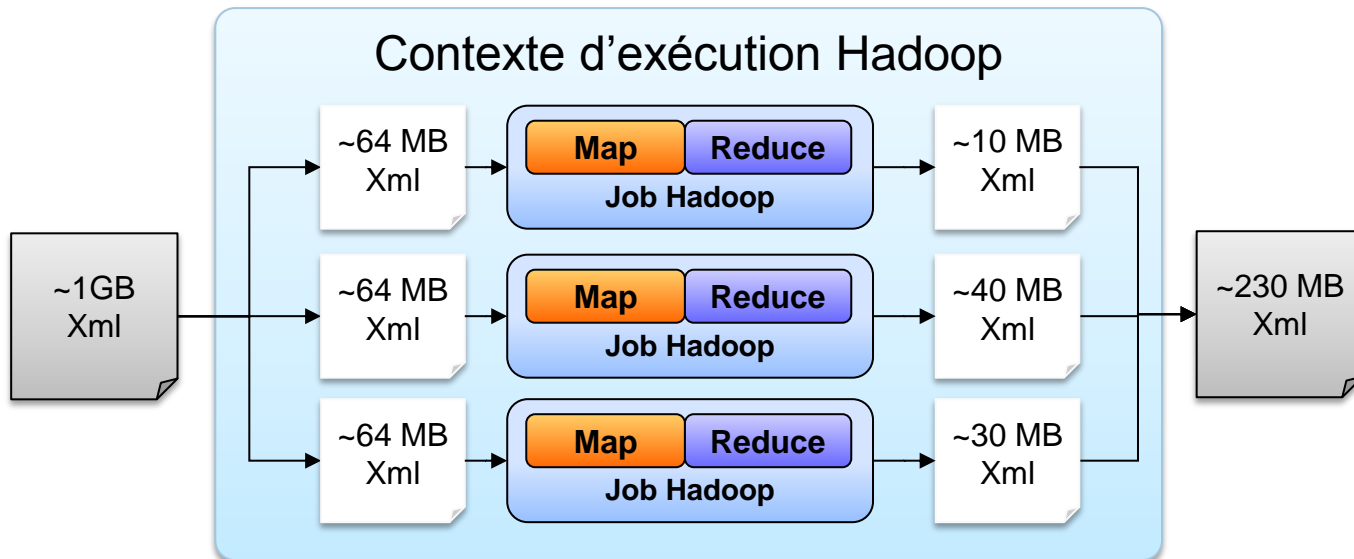 Contexte d’exécution Hadoop
~1GB
Xml
~64 MB
Xml
Map Reduce
Job Hadoop
~10 MB
Xml
~64 MB
Xml
Map Reduce
Job Hadoop
~40 MB
Xml
~64 MB
Xml
Map Reduce
Job Hadoop
~30 MB
Xml
~230 MB
Xml